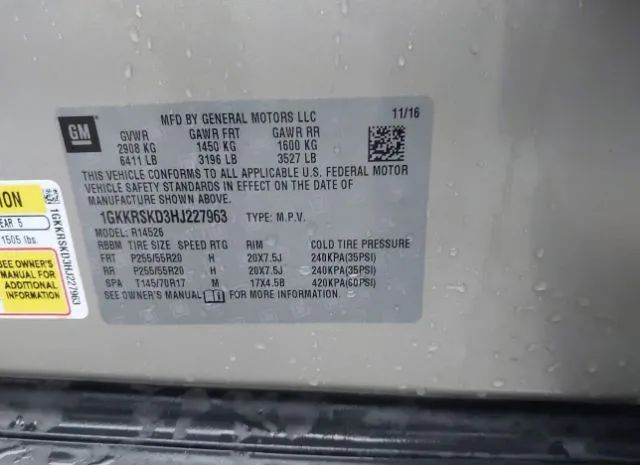 MFD BY GENERAL MOTORS LLC 11/16
GM
GVWR GAWR FRT GAWR RR
2908 KG 1450 KG 1600 KG
6411 LB 3196 LB 3527 LB
THIS VEHICLE CONFORMS TO ALL APPLICABLE U.S. FEDERAL MOTOR
VEHICLE SAFETY STANDARDS IN EFFECT ON THE DATE OF
MANUFACTURE SHOWN ABOVE.
1GKKRSKD3HJ227963 TYPE: M.P.V.
MODEL: R14526
RBBM TIRE SIZE SPEED RTG RIM COLD TIRE PRESSURE
FRT P255/55R20 H 20X7.5J 240KPA(35PSI)
RR P255/55R20 H 20X7.5J 240KPA(35PSI)
SPA T145/70R17 M 17X4.5B 420KPA(60PSI)
SEE OWNER'S MANUAL FOR MORE INFORMATION
EAR 5
1505 lbs.
SEE OWNER'S
MANUAL FOR
ADDITIONAL
INFORMATION
1GKKRSKD3HJ227963